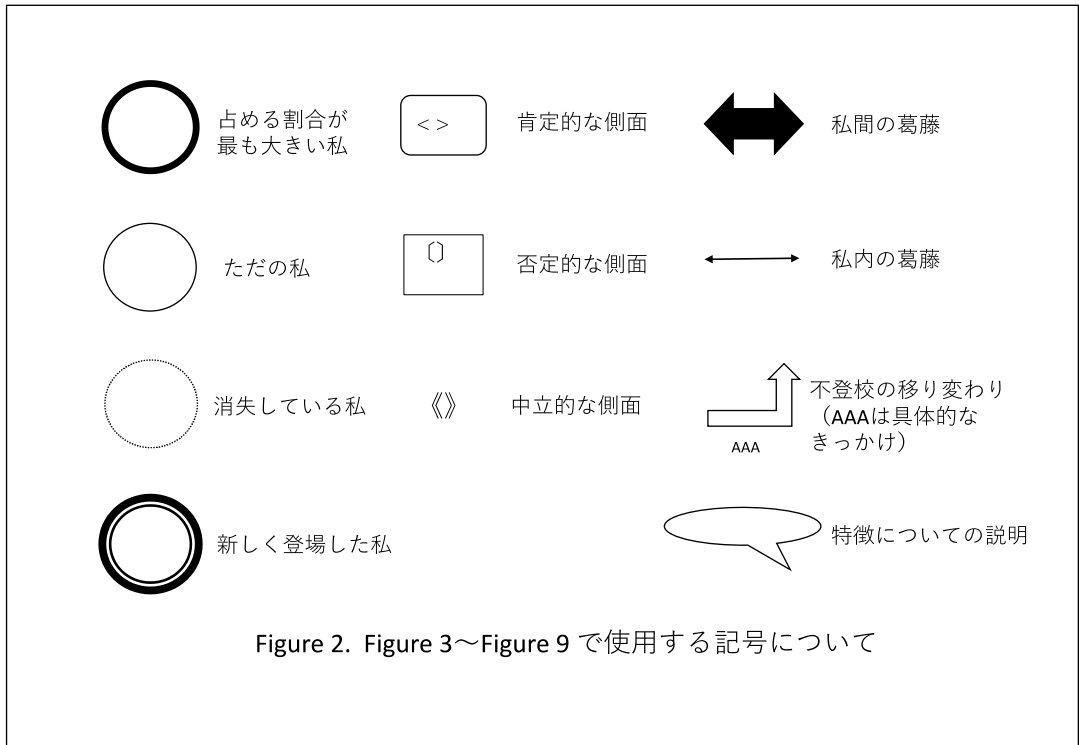 占める割合が
最も大きい私
< >
肯定的な側面
私間の葛藤
ただの私
〔〕
否定的な側面
私内の葛藤
消失している私
《》
中立的な側面
不登校の移り変わり
（AAAは具体的な
きっかけ）
AAA
新しく登場した私
特徴についての説明
Figure 2. Figure 3～Figure 9 で使用する記号について